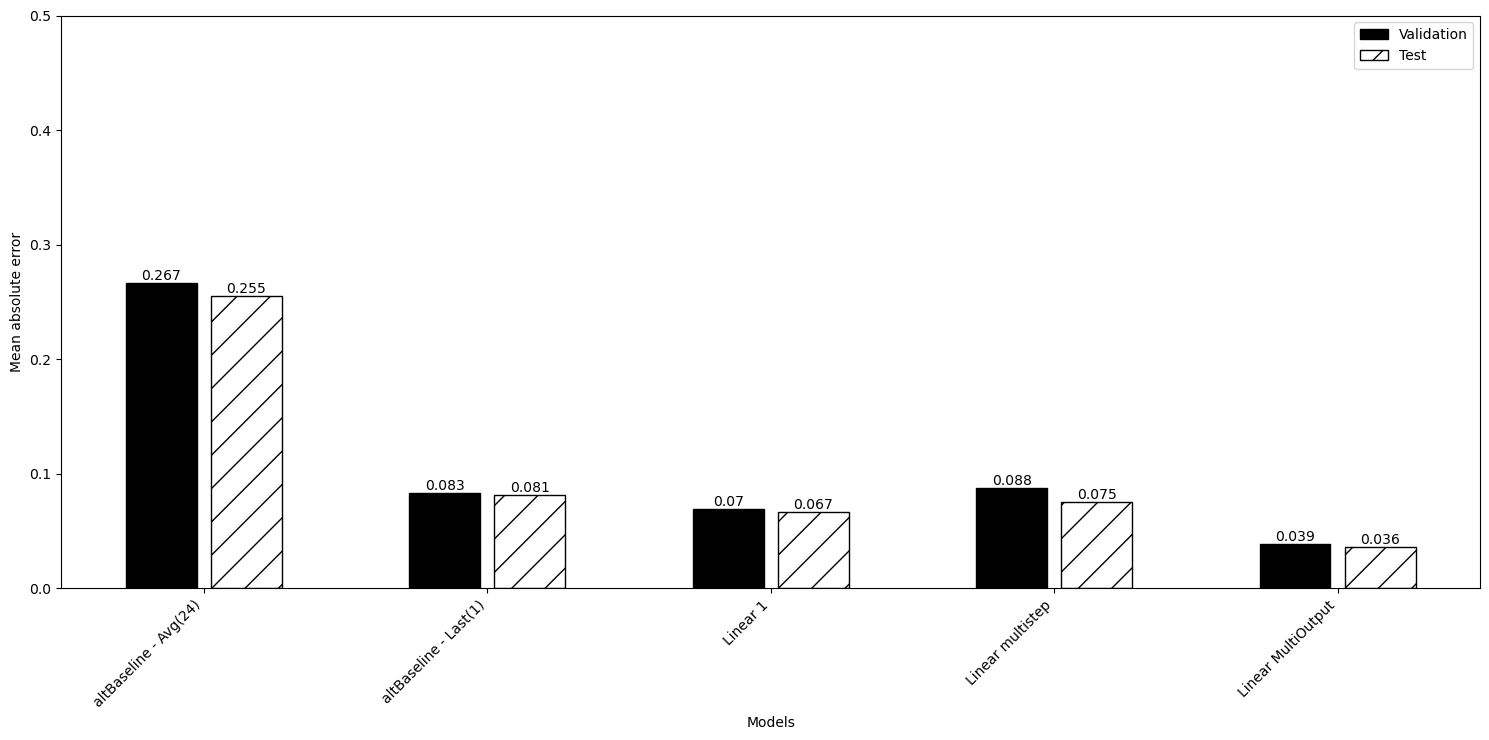 0.5
0.4
0.3
0.2
0.1
0.0
Mean absolute error
Validation
Test
0.267
0.255
0.083
0.081
0.07
0.067
0.088
0.075
0.039
0.036
altBaseline - Avg(24)
altBaseline - Last(1)
Linear 1
Linear multistep
Linear MultiOutput
Models